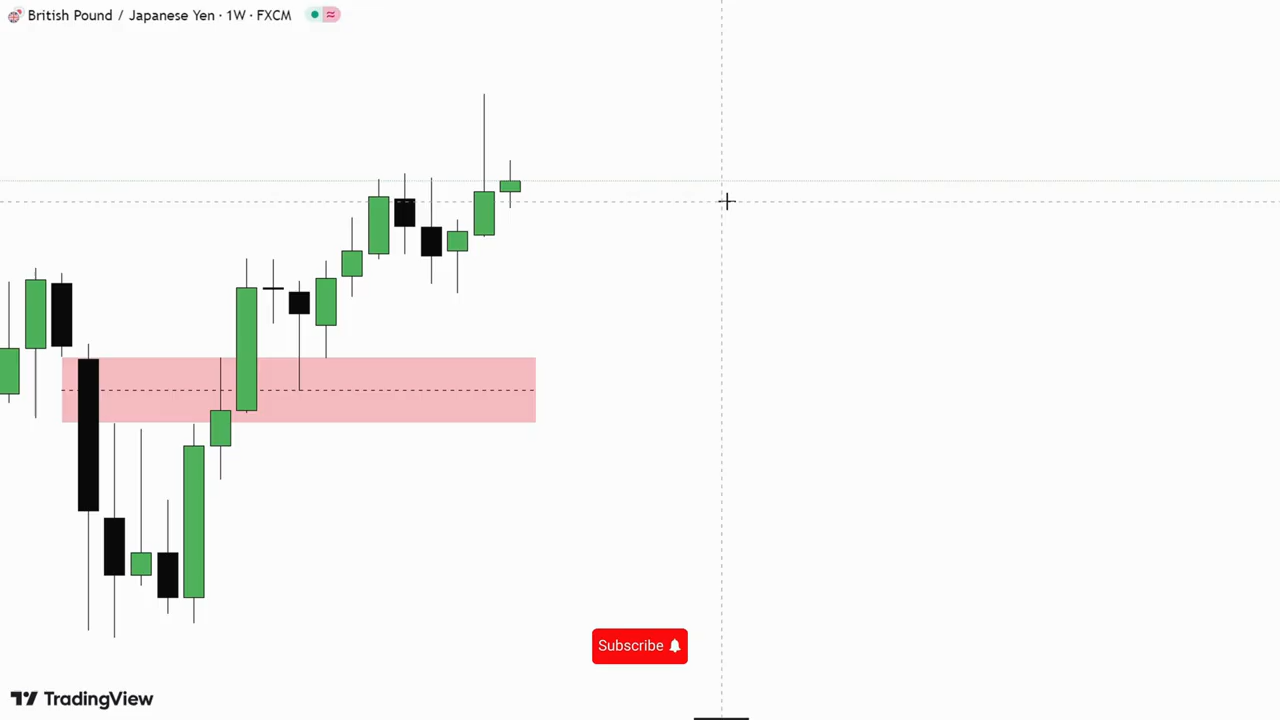 British Pound / Japanese Yen · 1W · FXCM
Subscribe
TradingView